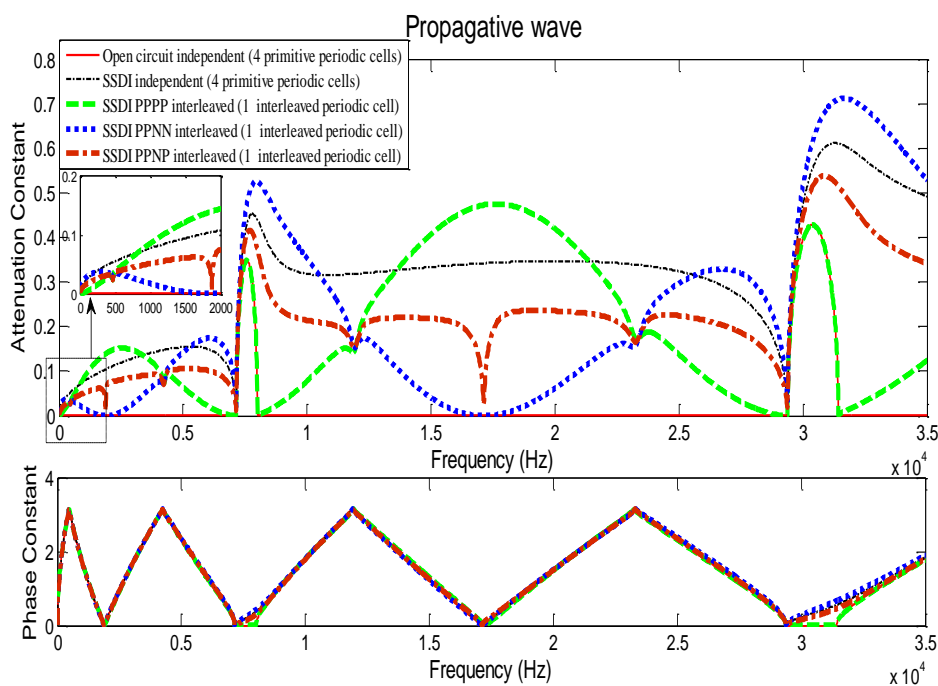 Propagative wave
Open circuit independent (4 primitive periodic cells)
SSDI independent (4 primitive periodic cells)
SSDI PPPP interleaved (1 interleaved periodic cell)
SSDI PPNN interleaved (1 interleaved periodic cell)
SSDI PPNP interleaved (1 interleaved periodic cell)
Attenuation Constant
0.8
0.7
0.6
0.5
0.4
0.3
0.2
0.1
0
0.2
0.1
0
0 500 1000 1500 2000
0 0.5 1 1.5 2 2.5 3 3.5
Frequency (Hz)
x 10^4
Phase Constant
4
2
0
0 0.5 1 1.5 2 2.5 3 3.5
Frequency (Hz)
x 10^4